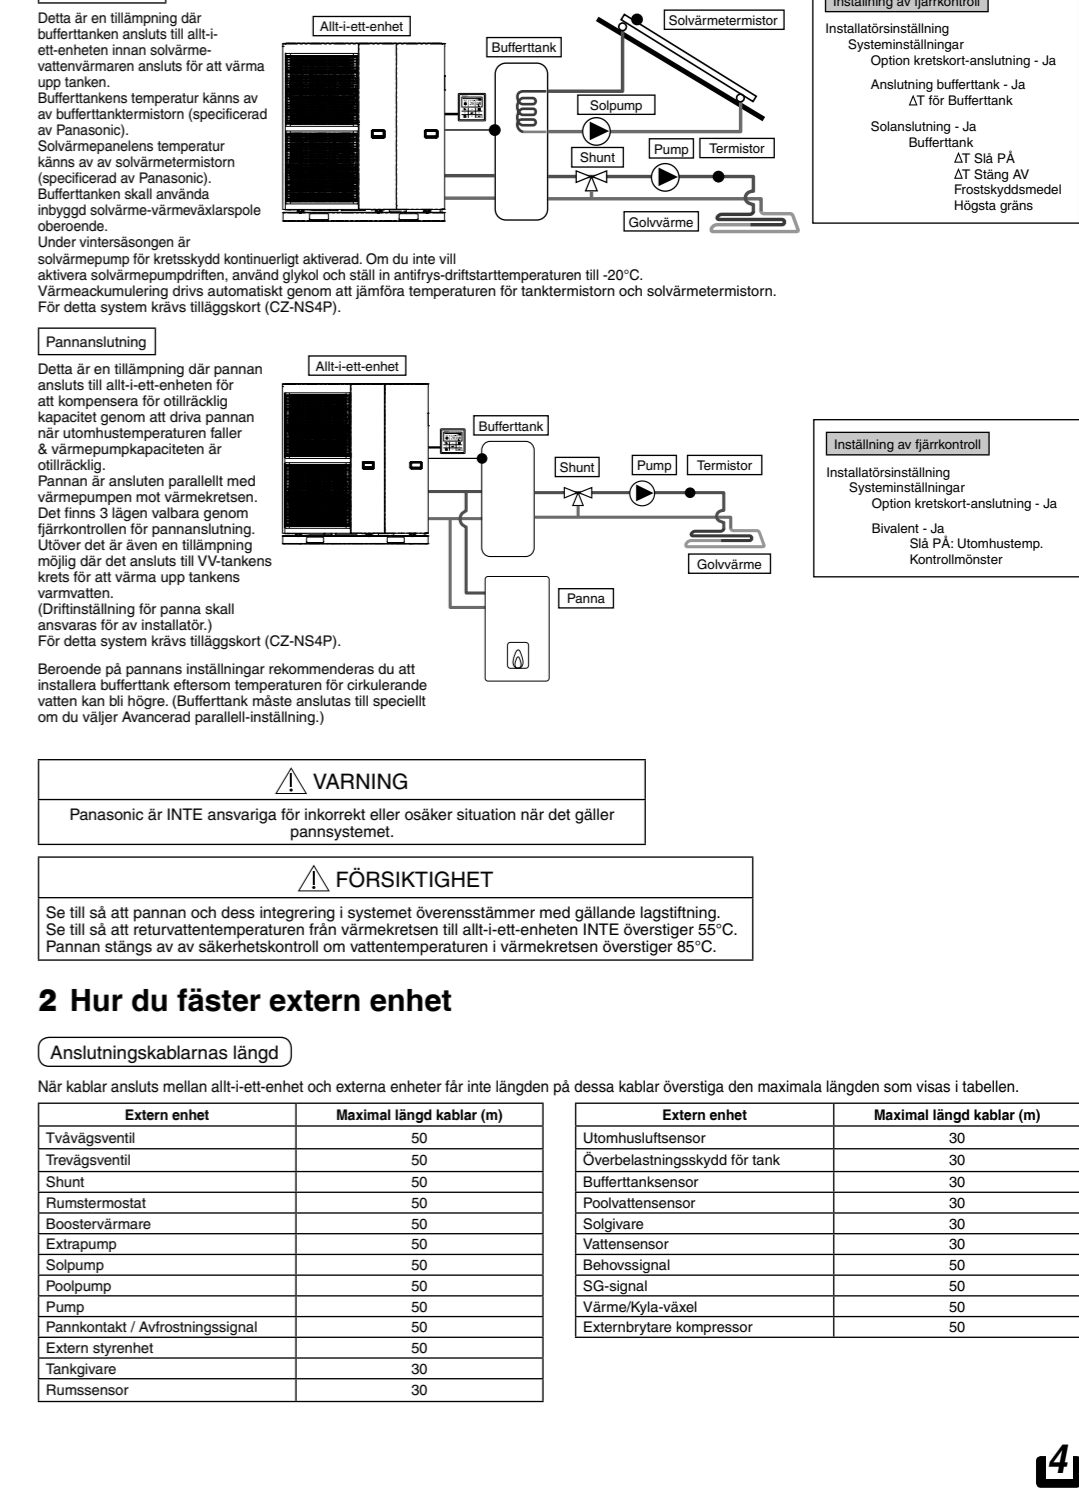 Detta är en tillämpning där
bufferttanken ansluts till allt-i-
ett-enheten innan solvärme-
vattenvärmaren ansluts för att värma
upp tanken.
Bufferttankens temperatur känns av
av bufferttanktermistorn (specificerad
av Panasonic).
Solvärmepanelens temperatur
känns av av solvärmetermistorn
(specificerad av Panasonic).
Bufferttanken skall använda
inbyggd solvärme-värmeväxlarspole
oberoende.
Under vintersäsongen är
solvärmepump för kretsskydd kontinuerligt aktiverad. Om du inte vill
aktivera solvärmepumpdriften, använd glykol och ställ in antifrys-driftstarttemperaturen till -20°C.
Värmeackumulering drivs automatiskt genom att jämföra temperaturen för tanktermistorn och solvärmetermistorn.
För detta system krävs tilläggskort (CZ-NS4P).
Allt-i-ett-enhet
Bufferttank
Solvärmetermistor
Solpump
Shunt
Pump
Termistor
Golvvärme
Inställning av fjärrkontroll
Installatörsinställning
Systeminställningar
Option kretskort-anslutning - Ja
Anslutning bufferttank - Ja
ΔT för Bufferttank
Solanslutning - Ja
Bufferttank
ΔT Slå PÅ
ΔT Stäng AV
Frostskyddsmedel
Högsta gräns
Pannanslutning
Detta är en tillämpning där pannan
ansluts till allt-i-ett-enheten för
att kompensera för otillräcklig
kapacitet genom att driva pannan
när utomhustemperaturen faller
& värmepumpkapaciteten är
otillräcklig.
Pannan är ansluten parallellt med
värmepumpen mot värmekretsen.
Det finns 3 lägen valbara genom
fjärrkontrollen för pannanslutning.
Utöver det är även en tillämpning
möjlig där det ansluts till VV-tankens
krets för att värma upp tankens
varmvatten.
(Driftinställning för panna skall
ansvaras för av installatör.)
För detta system krävs tilläggskort (CZ-NS4P).
Beroende på pannans inställningar rekommenderas du att
installera bufferttank eftersom temperaturen för cirkulerande
vatten kan bli högre. (Bufferttank måste anslutas till speciellt
om du väljer Avancerad parallell-inställning.)
Allt-i-ett-enhet
Bufferttank
Shunt
Pump
Termistor
Golvvärme
Panna
Inställning av fjärrkontroll
Installatörsinställning
Systeminställningar
Option kretskort-anslutning - Ja
Bivalent - Ja
Slå PÅ: Utomhustemp.
Kontrollmönster
VARNING
Panasonic är INTE ansvariga för inkorrekt eller osäker situation när det gäller
pannsystemet.
FÖRSIKTIGHET
Se till så att pannan och dess integrering i systemet överensstämmer med gällande lagstiftning.
Se till så att returvattentemperaturen från värmekretsen till allt-i-ett-enheten INTE överstiger 55°C.
Pannan stängs av av säkerhetskontroll om vattentemperaturen i värmekretsen överstiger 85°C.
2 Hur du fäster extern enhet
Anslutningskablarnas längd
När kablar ansluts mellan allt-i-ett-enhet och externa enheter får inte längden på dessa kablar överstiga den maximala längden som visas i tabellen.
Extern enhet Maximal längd kablar (m)
Tvåvägsventil 50
Trevägsventil 50
Shunt 50
Rumstermostat 50
Boostervärmare 50
Extrapump 50
Solpump 50
Poolpump 50
Pump 50
Pannkontakt / Avfrostningssignal 50
Extern styrenhet 50
Tankgivare 30
Rumssensor 30
Extern enhet Maximal längd kablar (m)
Utomhusluftsensor 30
Överbelastningsskydd för tank 30
Bufferttanksensor 30
Poolvattensensor 30
Solgivare 30
Vattensensor 30
Behovssignal 50
SG-signal 50
Värme/Kyla-växel 50
Externbrytare kompressor 50
4